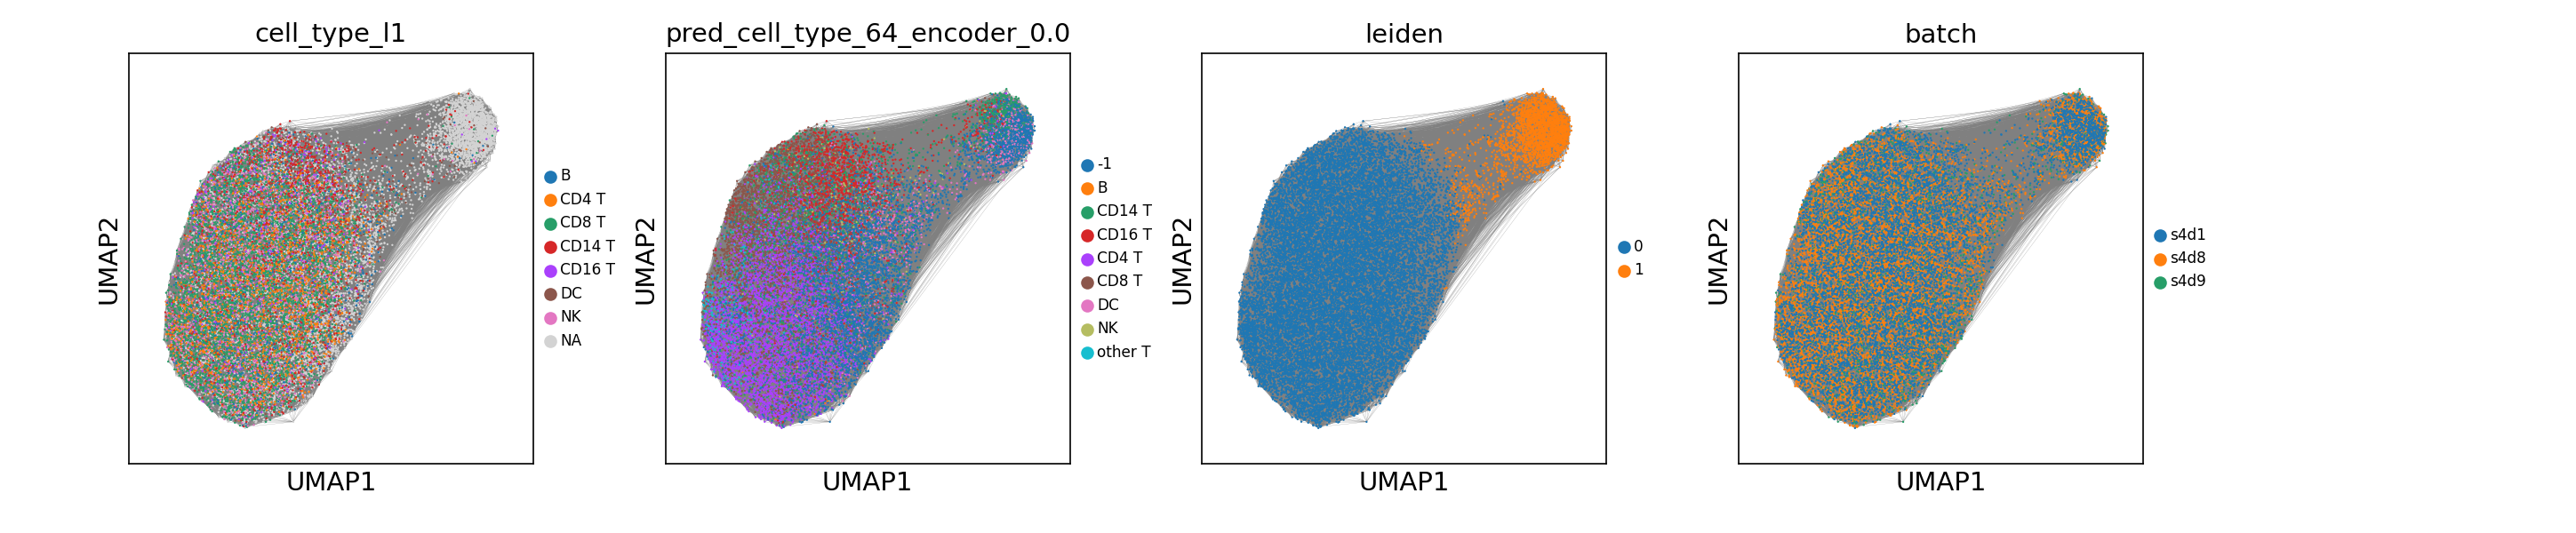 cell_type_l1
UMAP2
UMAP1
B
CD4 T
CD8 T
CD14 T
CD16 T
DC
NK
NA
pred_cell_type_64_encoder_0.0
UMAP2
UMAP1
-1
B
CD14 T
CD16 T
CD4 T
CD8 T
DC
NK
other T
leiden
UMAP2
UMAP1
0
1
batch
UMAP2
UMAP1
s4d1
s4d8
s4d9